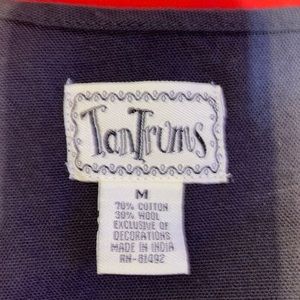 TanTrums
M
70% COTTON
30% WOOL
EXCLUSIVE OF
DECORATIONS
MADE IN INDIA
RN-81492